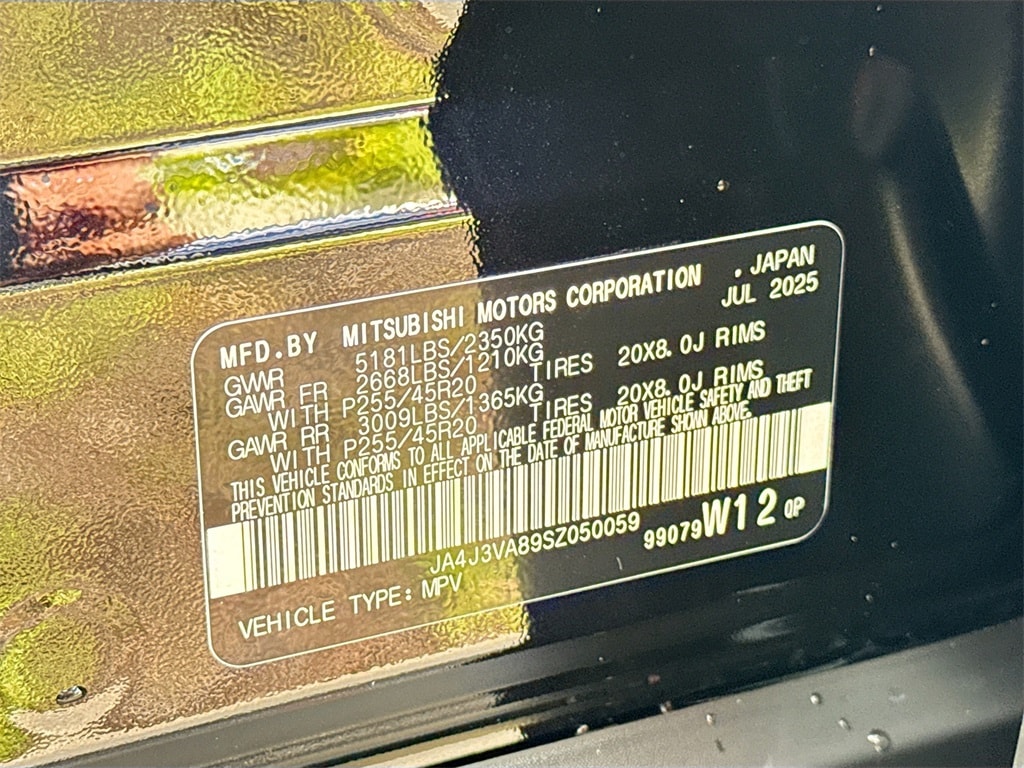 MFD.BY MITSUBISHI MOTORS CORPORATION . JAPAN
JUL 2025
GVWR 5181LBS/2350KG
GAWR FR 2668LBS/1210KG
WITH P255/45R20 TIRES 20X8.0J RIMS
GAWR RR 3009LBS/1365KG
WITH P255/45R20 TIRES 20X8.0J RIMS
THIS VEHICLE CONFORMS TO ALL APPLICABLE FEDERAL MOTOR VEHICLE SAFETY AND THEFT
PREVENTION STANDARDS IN EFFECT ON THE DATE OF MANUFACTURE SHOWN ABOVE.
JA4J3VA89SZ050059 99079W12 0P
VEHICLE TYPE: MPV